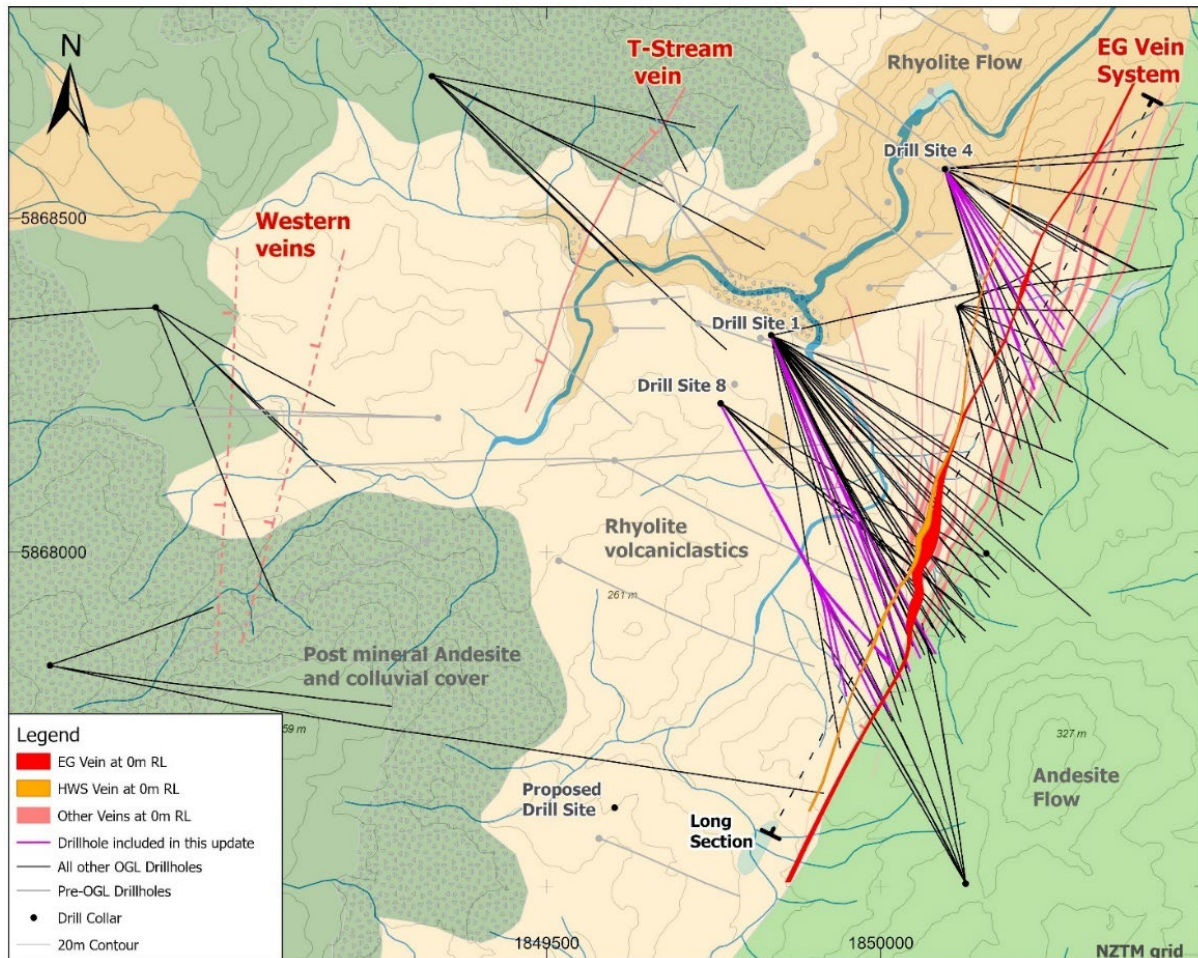 N
T-Stream
vein
Rhyolite Flow
EG Vein
System
Drill Site 4
5868500
Western
veins
Drill Site 1
Drill Site 8
5868000
Rhyolite
volcaniclastics
261 m
Post mineral Andesite
and colluvial cover
59 m
327 m
Andesite
Flow
Proposed
Drill Site
Long
Section
1849500
1850000
NZTM grid
Legend
EG Vein at 0m RL
HWS Vein at 0m RL
Other Veins at 0m RL
Drillhole included in this update
All other OGL Drillholes
Pre-OGL Drillholes
Drill Collar
20m Contour